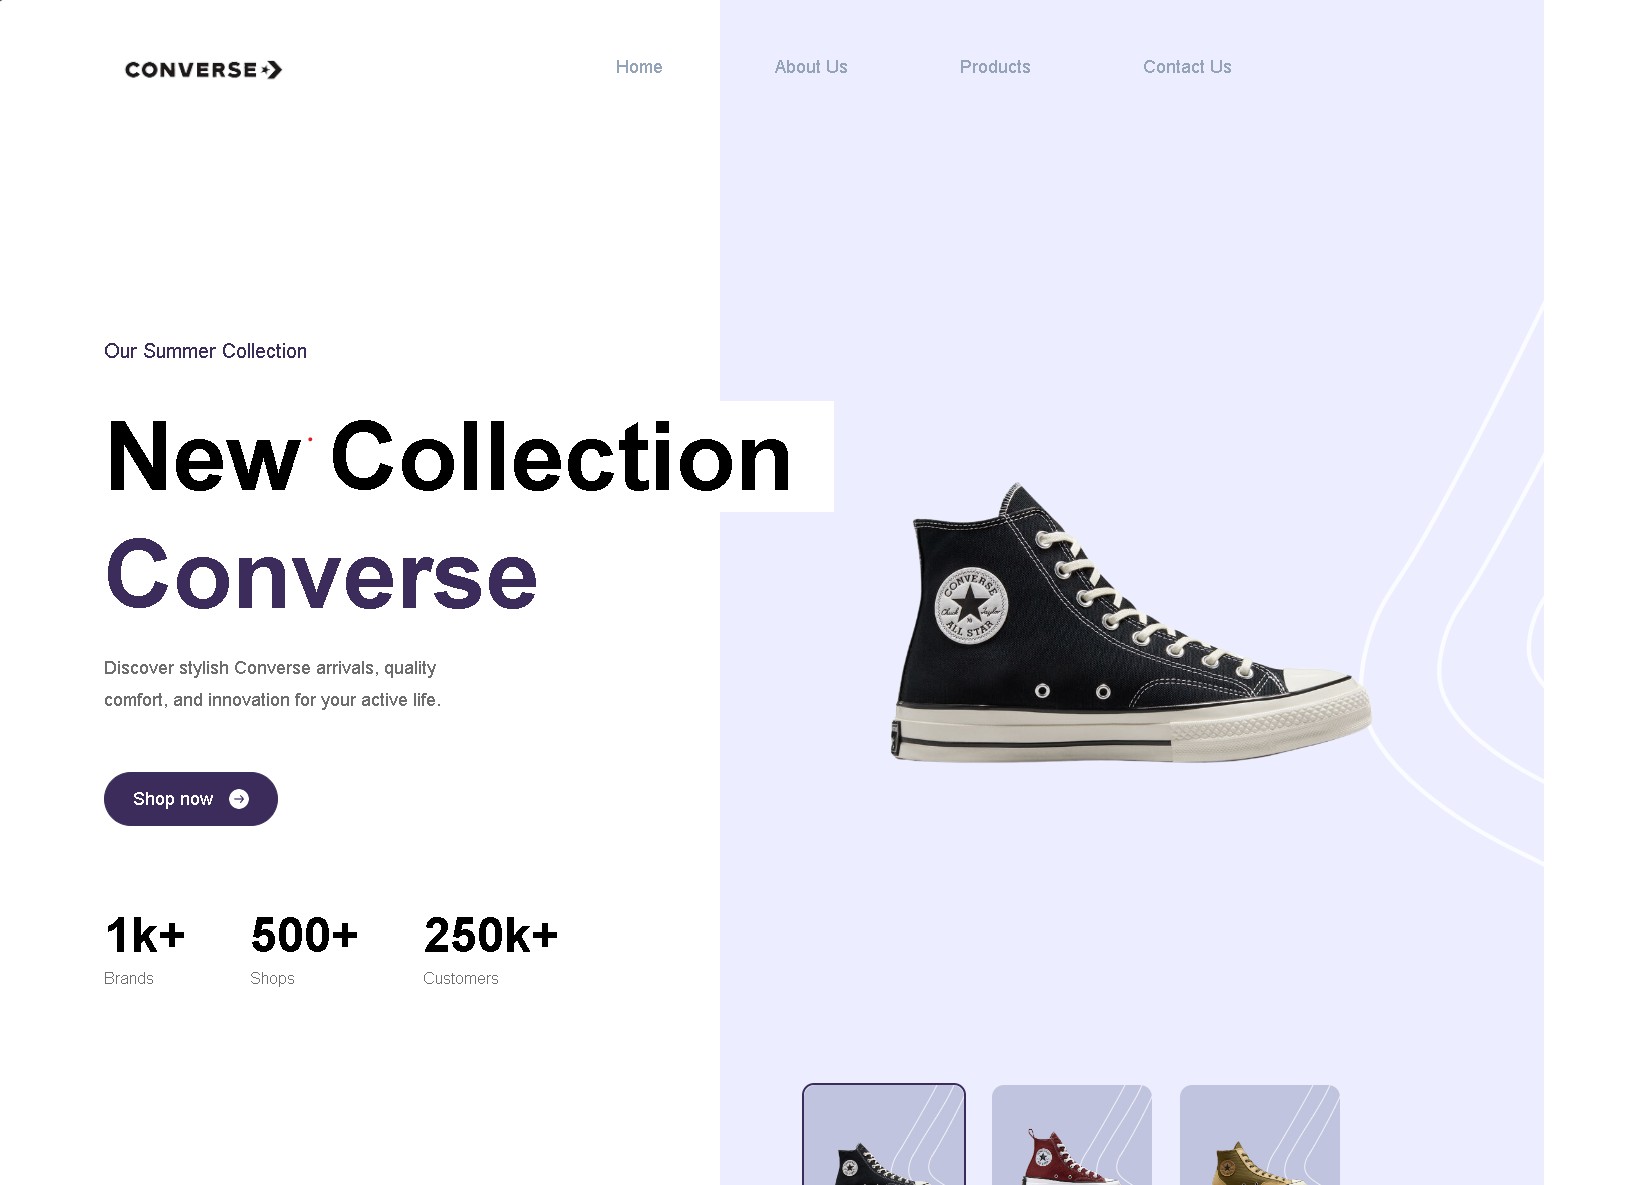 CONVERSE
Home
About Us
Products
Contact Us
Our Summer Collection
New Collection
Converse
Discover stylish Converse arrivals, quality
comfort, and innovation for your active life.
Shop now
1k+
Brands
500+
Shops
250k+
Customers
CONVERSE
Chuck Taylor
ALL STAR